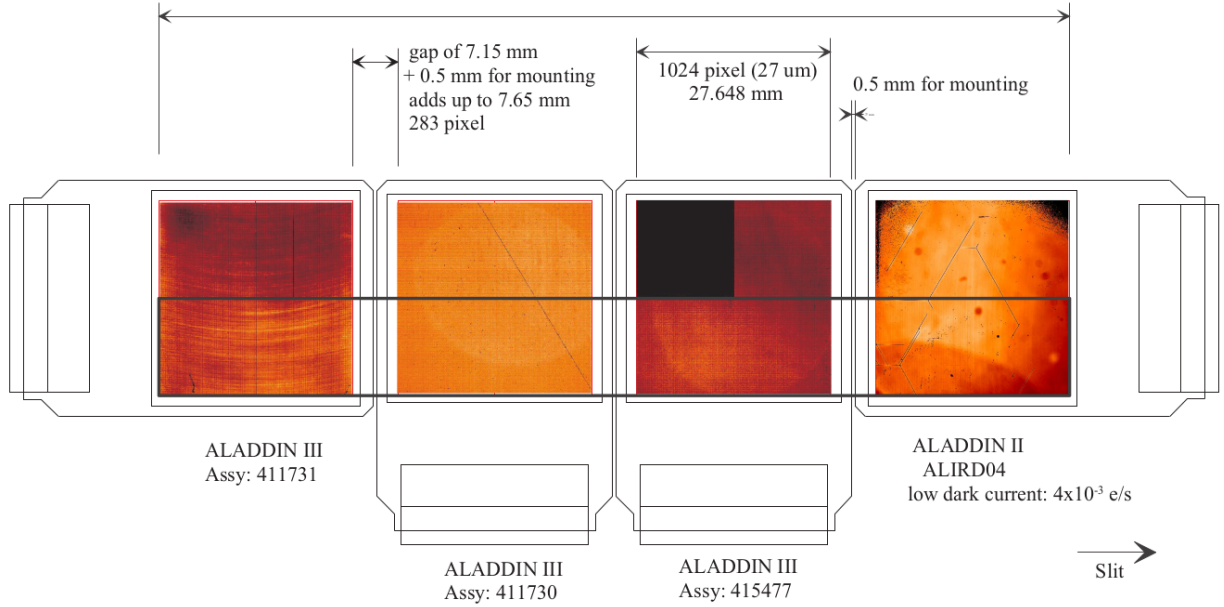 gap of 7.15 mm
+ 0.5 mm for mounting
adds up to 7.65 mm
283 pixel
1024 pixel (27 um)
27.648 mm
0.5 mm for mounting
ALADDIN III
Assy: 411731
ALADDIN II
ALIRD04
low dark current: 4x10⁻³ e/s
ALADDIN III
Assy: 411730
ALADDIN III
Assy: 415477
Slit